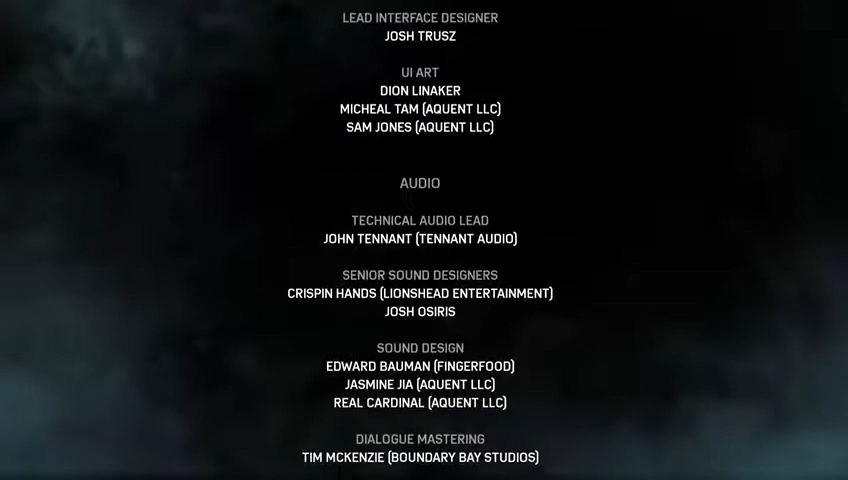 LEAD INTERFACE DESIGNER
JOSH TRUSZ
UI ART
DION LINAKER
MICHEAL TAM (AQUENT LLC)
SAM JONES (AQUENT LLC)
AUDIO
TECHNICAL AUDIO LEAD
JOHN TENNANT (TENNANT AUDIO)
SENIOR SOUND DESIGNERS
CRISPIN HANDS (LIONSHEAD ENTERTAINMENT)
JOSH OSIRIS
SOUND DESIGN
EDWARD BAUMAN (FINGERFOOD)
JASMINE JIA (AQUENT LLC)
REAL CARDINAL (AQUENT LLC)
DIALOGUE MASTERING
TIM MCKENZIE (BOUNDARY BAY STUDIOS)